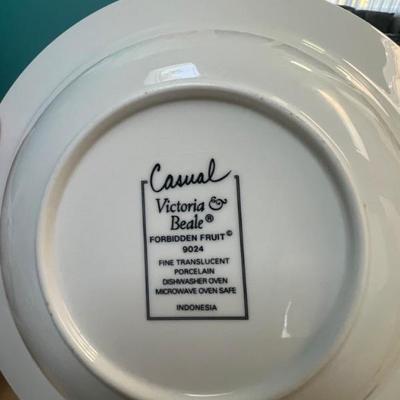 Casual
Victoria &
Beale®
FORBIDDEN FRUIT©
9024
FINE TRANSLUCENT
PORCELAIN
DISHWASHER OVEN
MICROWAVE OVEN SAFE
INDONESIA